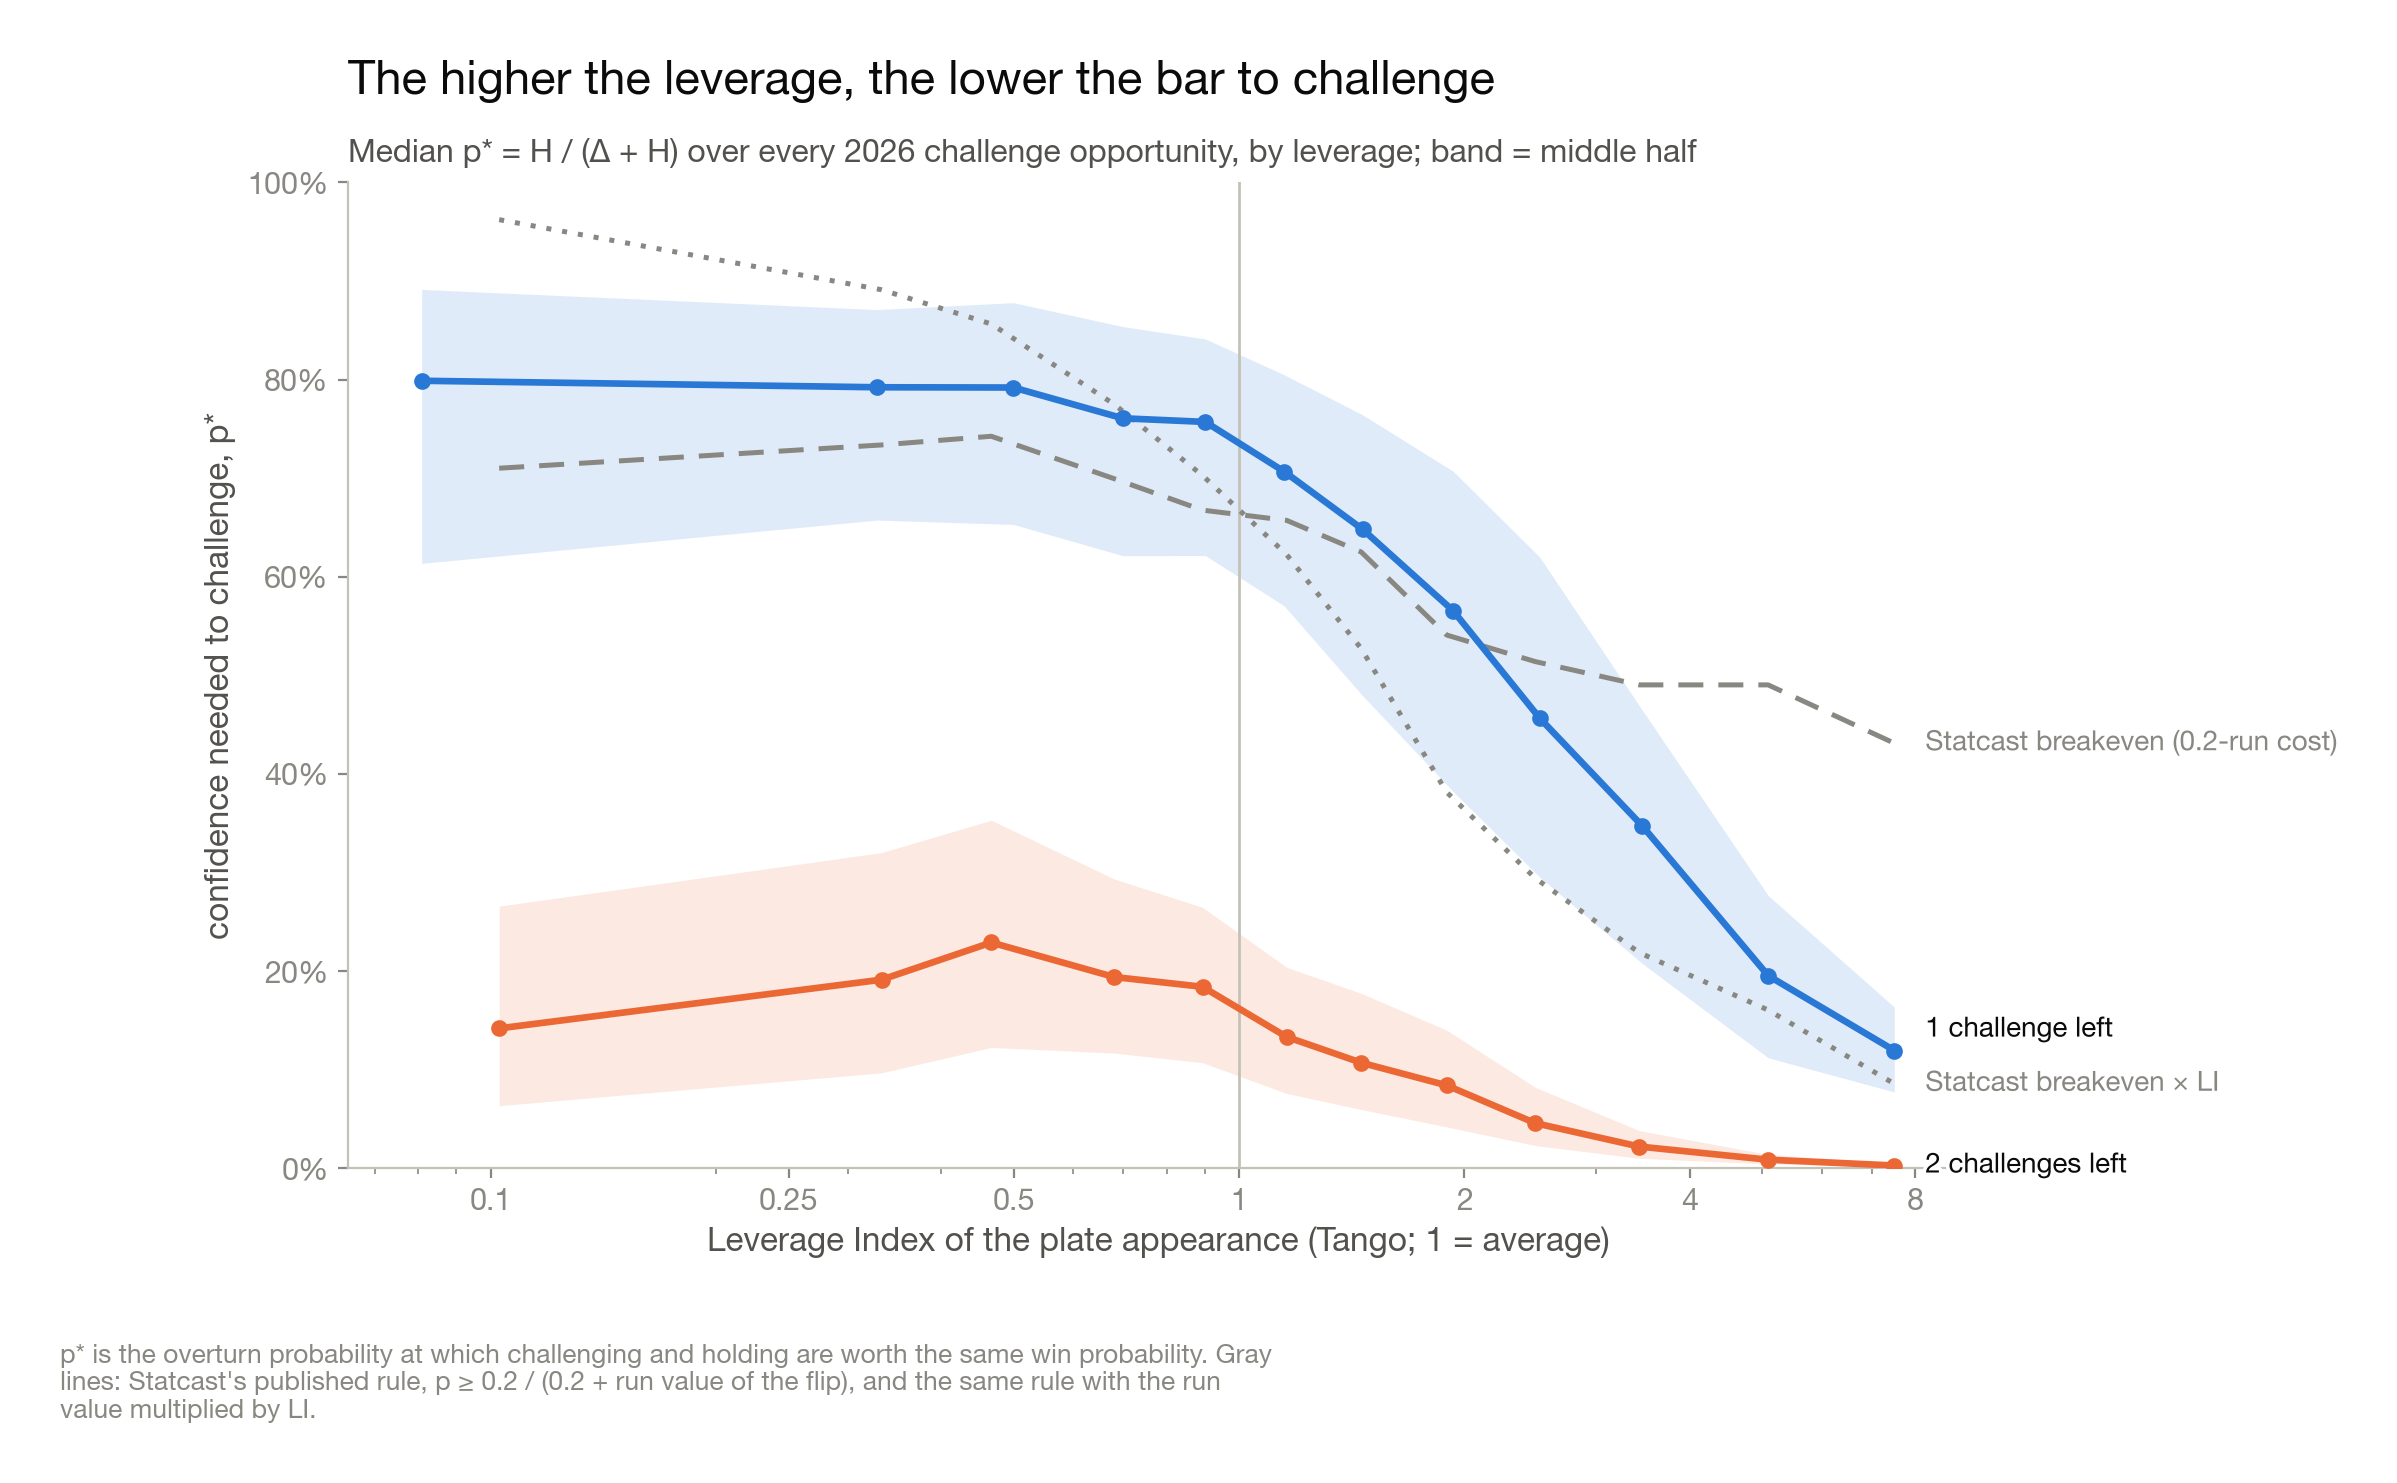 The higher the leverage, the lower the bar to challenge
Median p* = H / (Δ + H) over every 2026 challenge opportunity, by leverage; band = middle half
100%
80%
60%
40%
20%
0%
confidence needed to challenge, p*
Statcast breakeven (0.2-run cost)
1 challenge left
Statcast breakeven × LI
2 challenges left
0.1
0.25
0.5
1
2
4
8
Leverage Index of the plate appearance (Tango; 1 = average)
p* is the overturn probability at which challenging and holding are worth the same win probability. Gray
lines: Statcast's published rule, p ≥ 0.2 / (0.2 + run value of the flip), and the same rule with the run
value multiplied by LI.